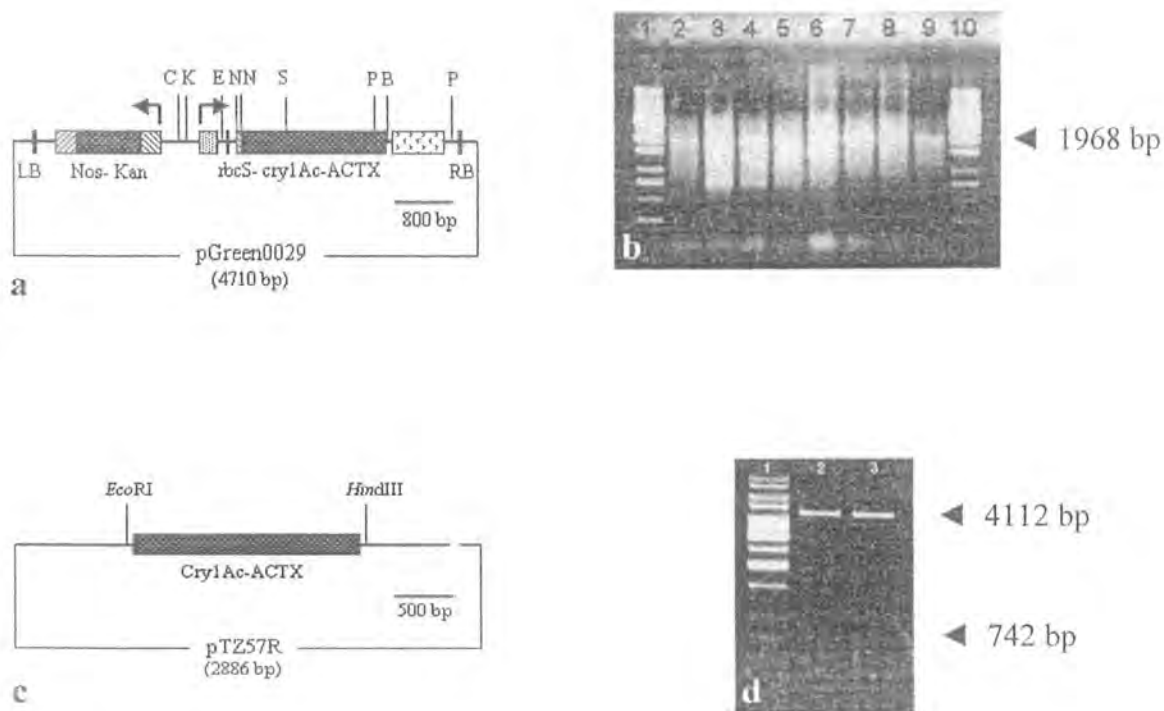 C K E NN S P B P
LB Nos- Kan rbcS- cry1Ac-ACTX RB
800 bp
pGreen0029
(4710 bp)
a
1 2 3 4 5 6 7 8 9 10
1968 bp
b
EcoRI HindIII
Cry1Ac-ACTX
500 bp
pTZ57R
(2886 bp)
c
1 2 3
4112 bp
742 bp
d